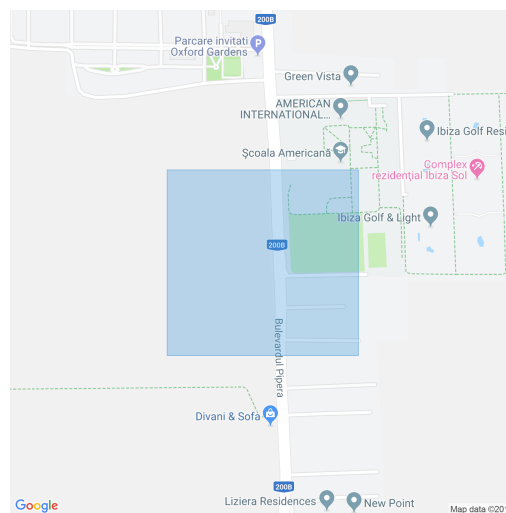 200B
Parcare invitati
Oxford Gardens
P
Green Vista
AMERICAN
INTERNATIONAL...
Ibiza Golf Resi
Școala Americană
Complex
rezidențial Ibiza Sol
Ibiza Golf & Light
200B
Bulevardul Pipera
Divani & Sofà
200B
Liziera Residences
New Point
Google
Map data ©201